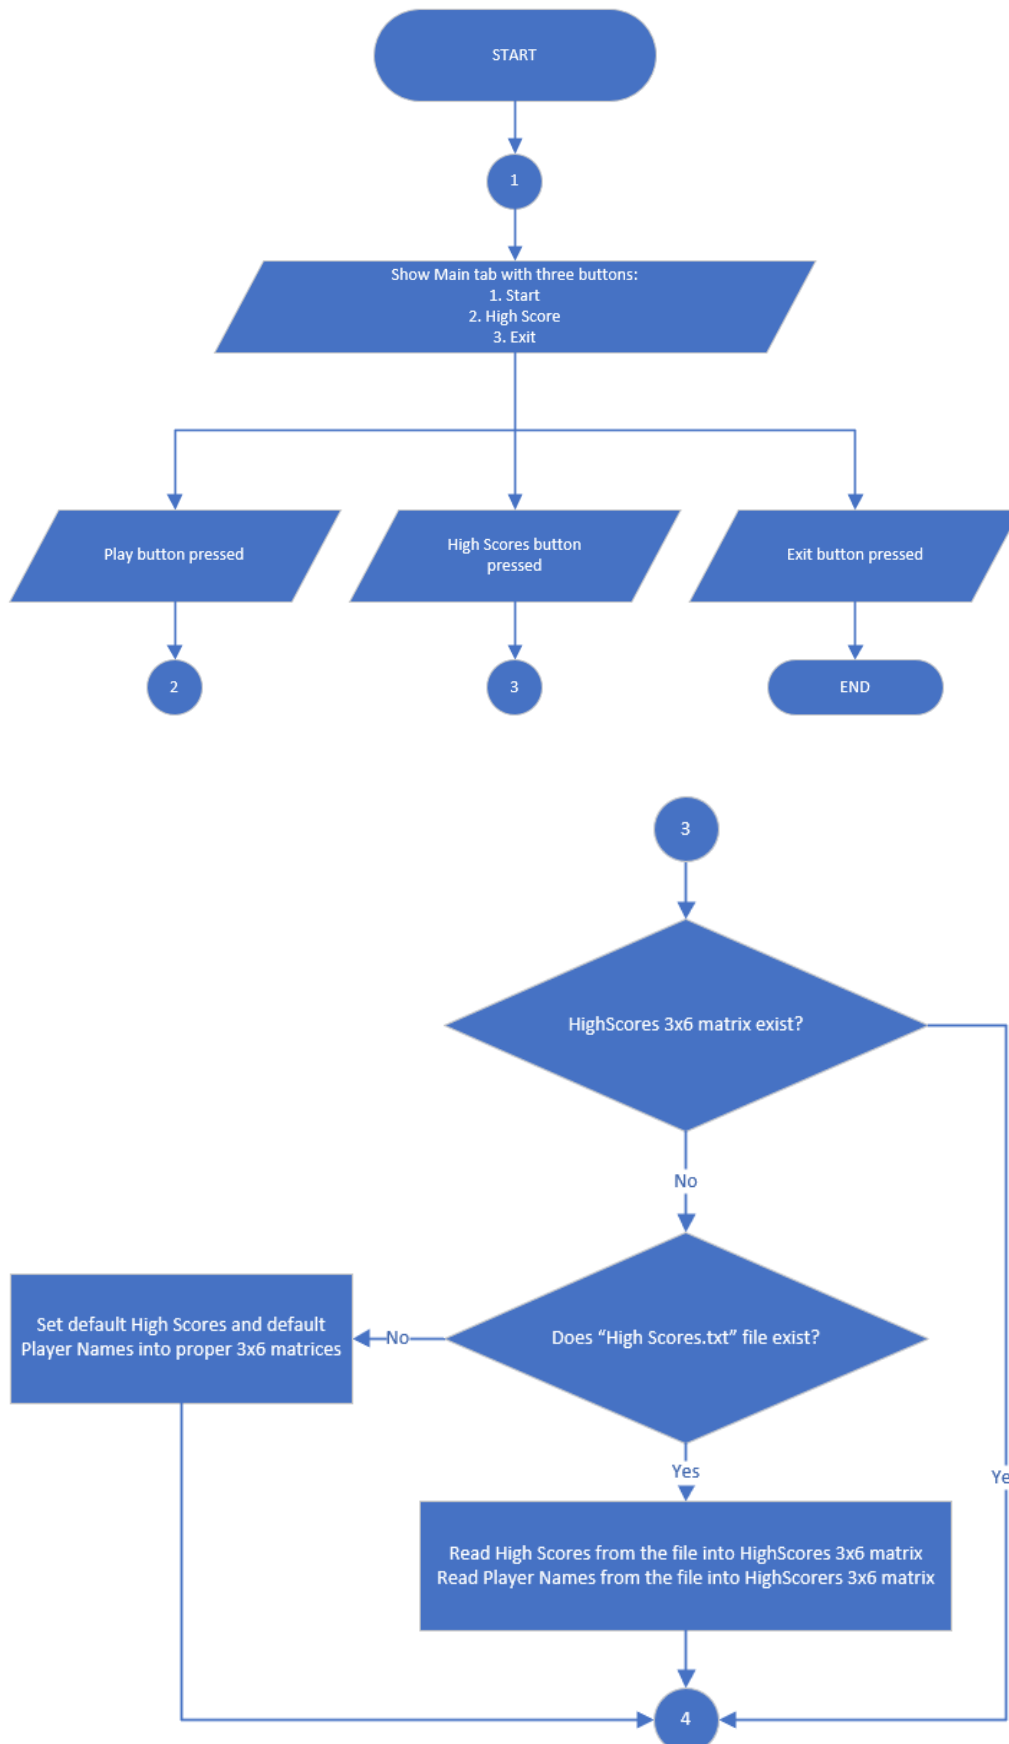 START
1
Show Main tab with three buttons:
1. Start
2. High Score
3. Exit
Play button pressed
High Scores button
pressed
Exit button pressed
2
3
END
3
HighScores 3x6 matrix exist?
No
Does “High Scores.txt” file exist?
No
Set default High Scores and default
Player Names into proper 3x6 matrices
Yes
Ye
Read High Scores from the file into HighScores 3x6 matrix
Read Player Names from the file into HighScorers 3x6 matrix
4